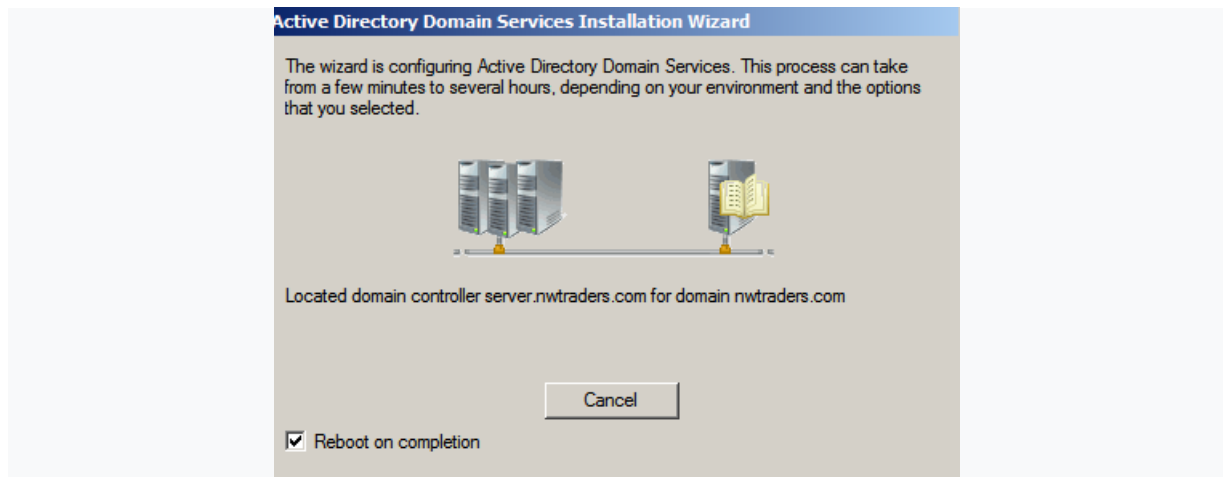 Active Directory Domain Services Installation Wizard
The wizard is configuring Active Directory Domain Services. This process can take
from a few minutes to several hours, depending on your environment and the options
that you selected.
Located domain controller server.nwtraders.com for domain nwtraders.com
Cancel
Reboot on completion